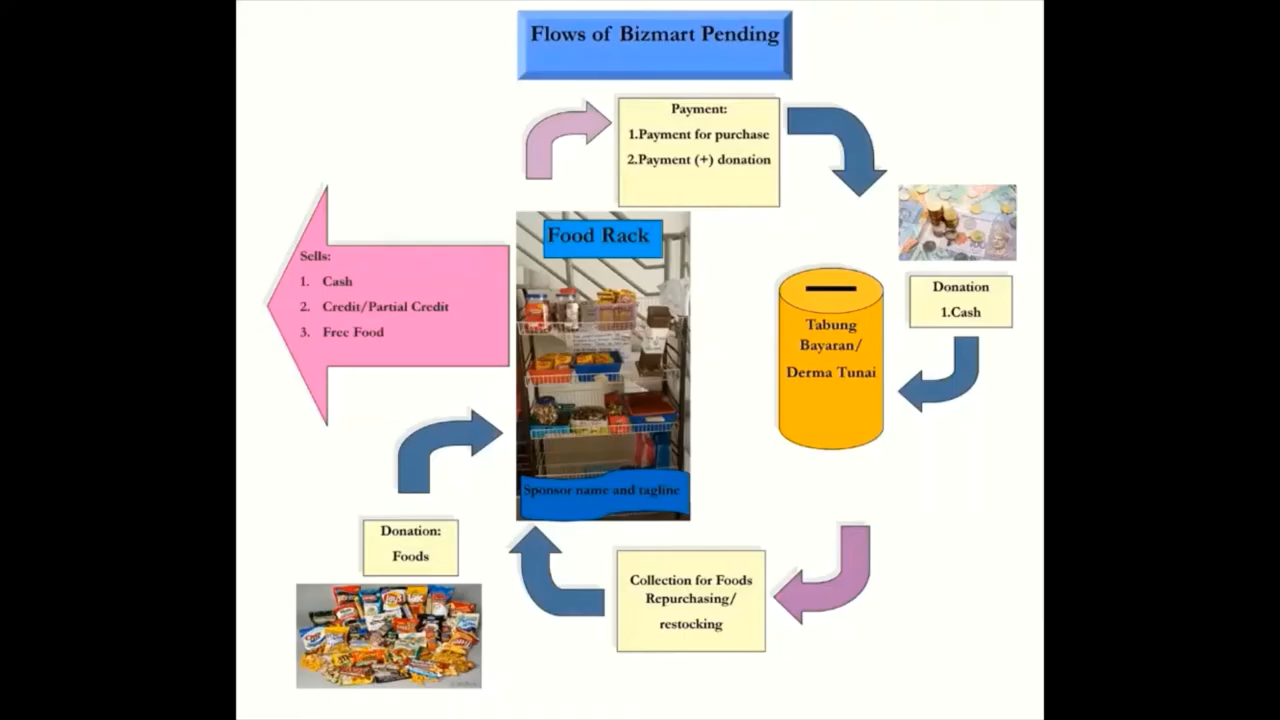 Flows of Bizmart Pending
Payment:
1.Payment for purchase
2.Payment (+) donation
Food Rack
Sells:
1. Cash
2. Credit/Partial Credit
3. Free Food
Donation
1.Cash
Tabung
Bayaran/
Derma Tunai
Sponsor name and tagline
Donation:
Foods
Collection for Foods
Repurchasing/
restocking